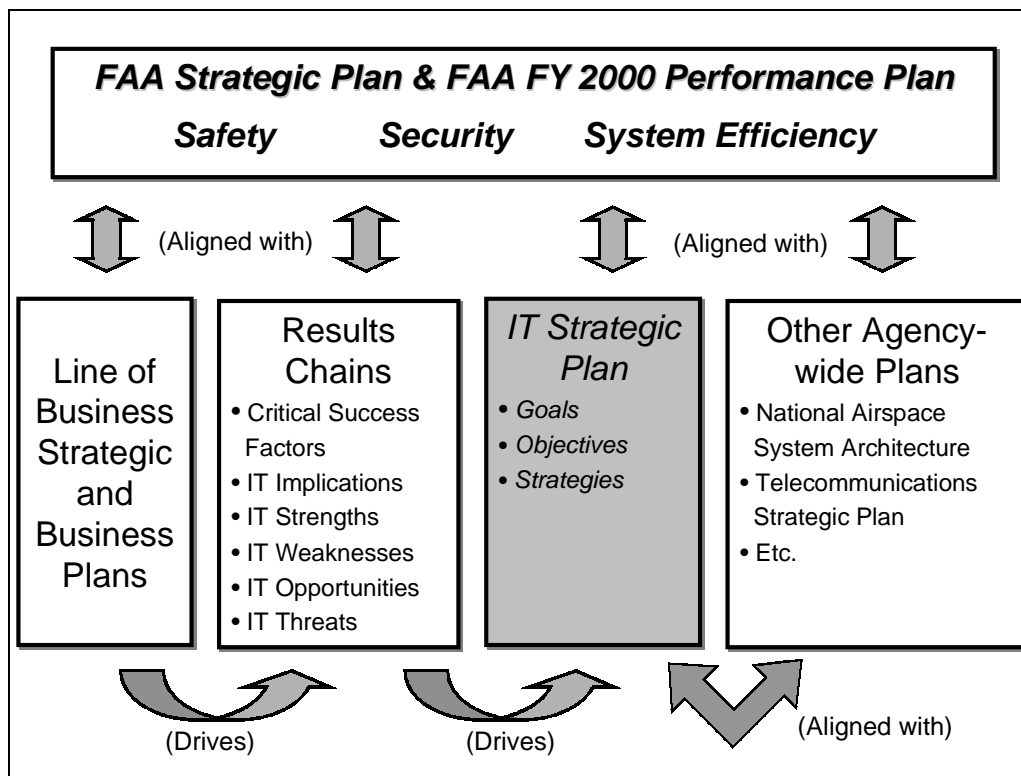 FAA Strategic Plan & FAA FY 2000 Performance Plan
Safety Security System Efficiency
(Aligned with)
(Aligned with)
Line of
Business
Strategic
and
Business
Plans
Results
Chains
• Critical Success
Factors
• IT Implications
• IT Strengths
• IT Weaknesses
• IT Opportunities
• IT Threats
IT Strategic
Plan
• Goals
• Objectives
• Strategies
Other Agency-
wide Plans
• National Airspace
System Architecture
• Telecommunications
Strategic Plan
• Etc.
(Drives)
(Drives)
(Aligned with)